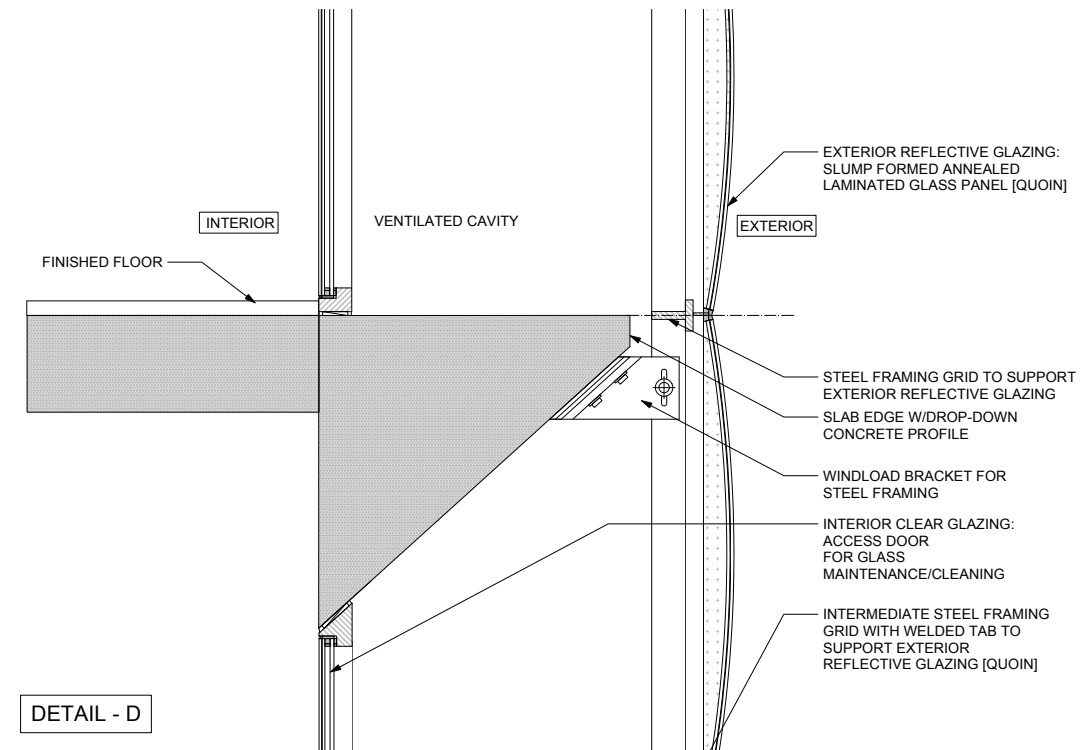 EXTERIOR REFLECTIVE GLAZING:
SLUMP FORMED ANNEALED
LAMINATED GLASS PANEL [QUOIN]
INTERIOR
VENTILATED CAVITY
EXTERIOR
FINISHED FLOOR
STEEL FRAMING GRID TO SUPPORT
EXTERIOR REFLECTIVE GLAZING
SLAB EDGE W/DROP-DOWN
CONCRETE PROFILE
WINDLOAD BRACKET FOR
STEEL FRAMING
INTERIOR CLEAR GLAZING:
ACCESS DOOR
FOR GLASS
MAINTENANCE/CLEANING
INTERMEDIATE STEEL FRAMING
GRID WITH WELDED TAB TO
SUPPORT EXTERIOR
REFLECTIVE GLAZING [QUOIN]
DETAIL - D